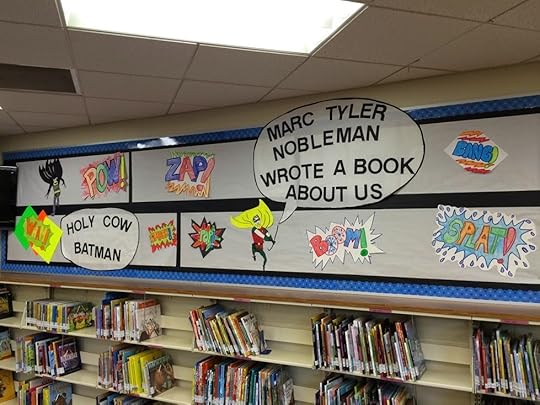 POW!
ZAP!
MARC TYLER
NOBLEMAN
WROTE A BOOK
ABOUT US
BANG!
HOLY COW
BATMAN
BOOM!
SPLAT!